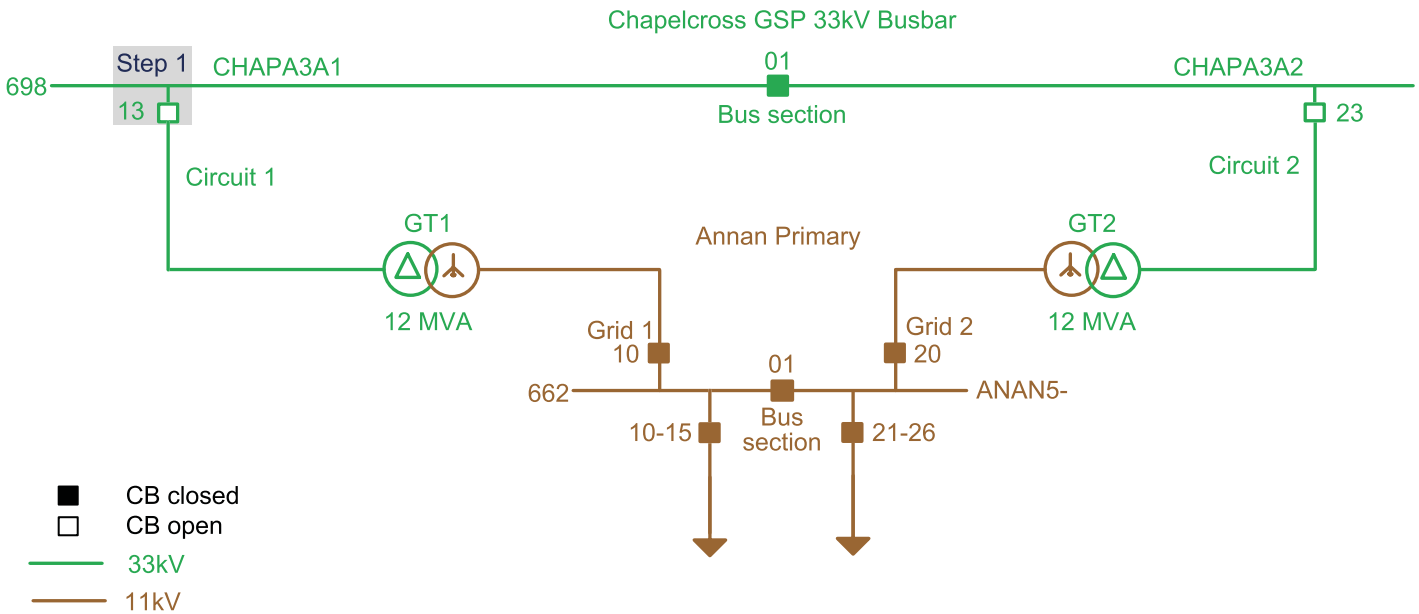 Chapelcross GSP 33kV Busbar
Step 1
CHAPA3A1
01
CHAPA3A2
698
13
Bus section
23
Circuit 1
Circuit 2
GT1
Annan Primary
GT2
12 MVA
12 MVA
Grid 1
10
Grid 2
20
01
662
ANAN5-
Bus
section
10-15
21-26
CB closed
CB open
33kV
11kV